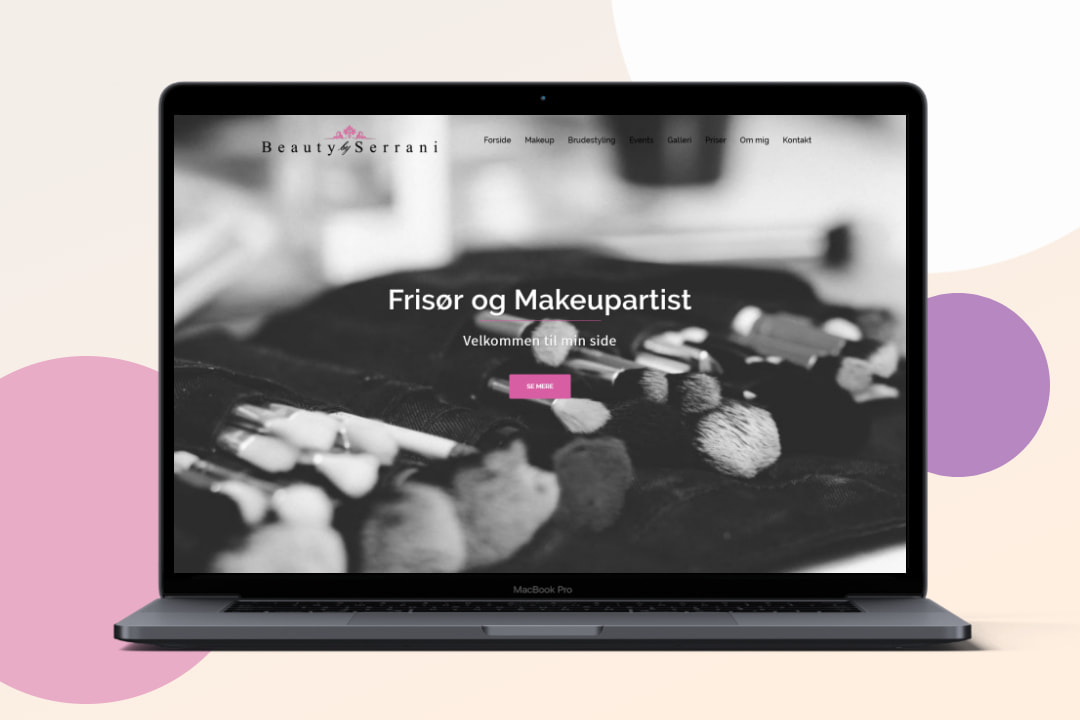 Beauty by Serrani
Forside Makeup Brudestyling Events Galleri Priser Om mig Kontakt
Frisør og Makeupartist
Velkommen til min side
SE MERE
MacBook Pro